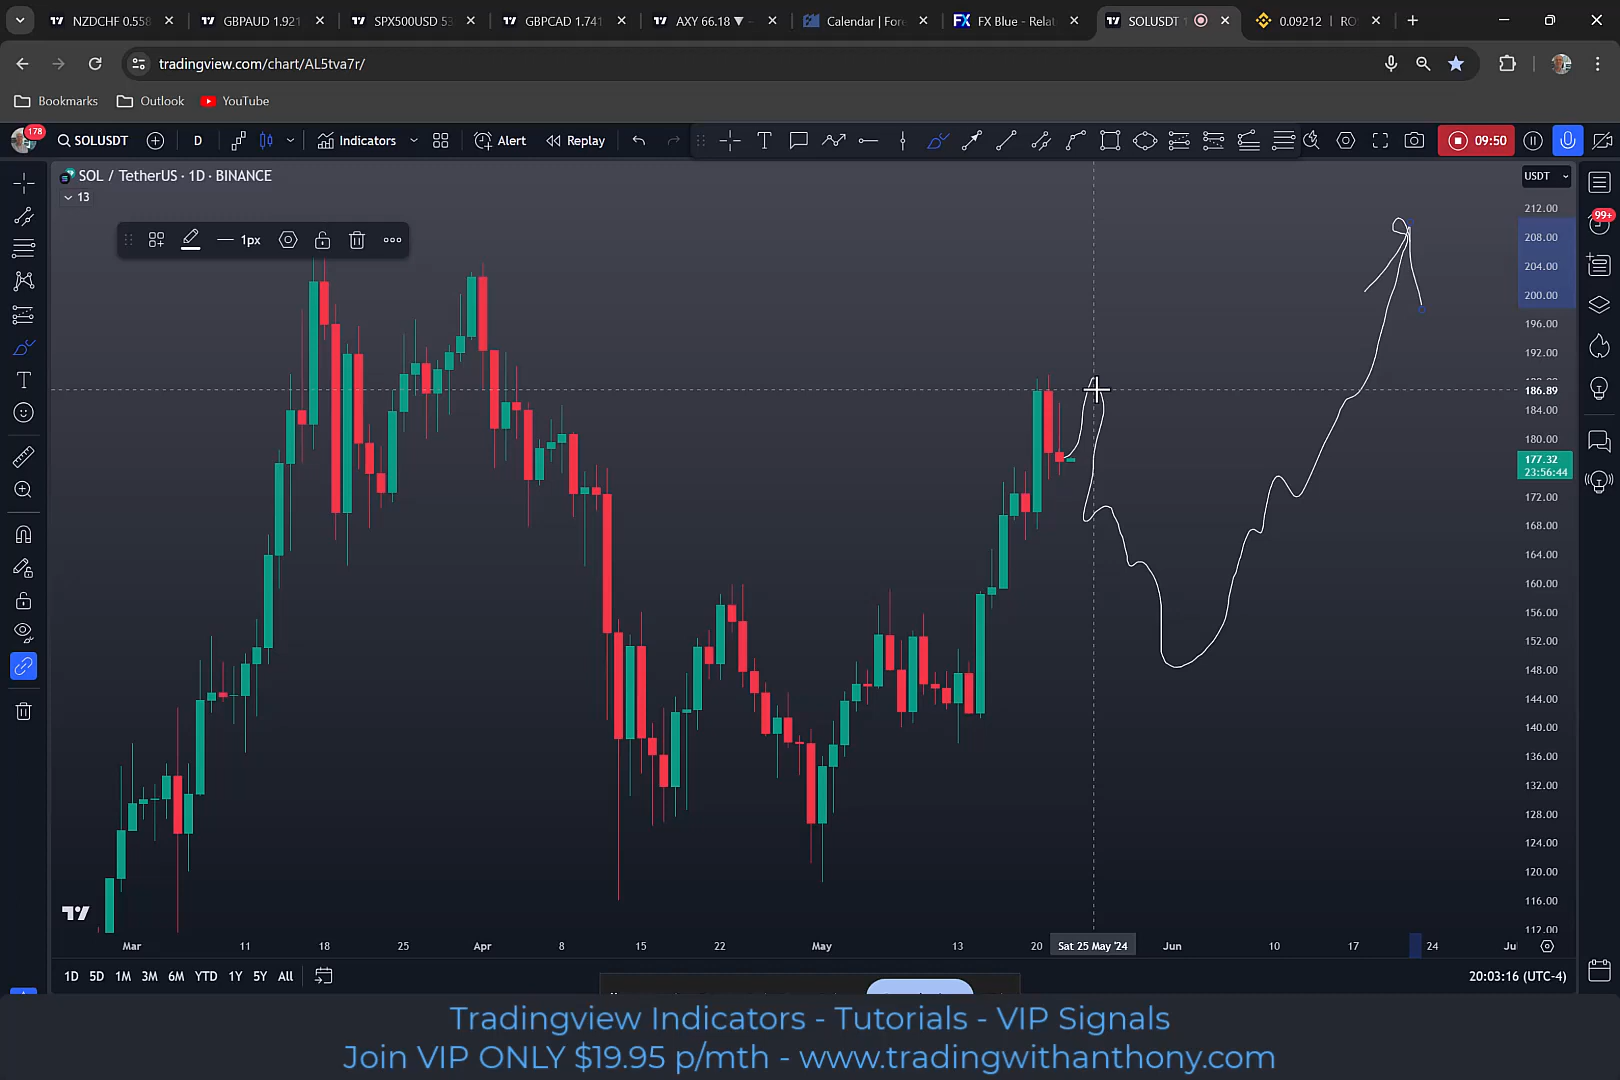 NZDCHF 0.558
GBPAUD 1.921
SPX500USD 53
GBPCAD 1.741
AXY 66.18 ▼
Calendar | Fore
FX Blue - Relat
SOLUSDT 1
0.09212 | RO
tradingview.com/chart/AL5tva7r/
Bookmarks
Outlook
YouTube
178
SOLUSDT
D
Indicators
Alert
Replay
09:50
SOL / TetherUS · 1D · BINANCE
13
1px
USDT
99+
212.00
208.00
204.00
200.00
196.00
192.00
186.89
184.00
180.00
177.32
23:56:44
172.00
168.00
164.00
160.00
156.00
152.00
148.00
144.00
140.00
136.00
132.00
128.00
124.00
120.00
116.00
112.00
Mar
11
18
25
Apr
8
15
22
May
13
20
Sat 25 May '24
Jun
10
17
24
Jul
1D
5D
1M
3M
6M
YTD
1Y
5Y
All
20:03:16 (UTC-4)
Tradingview Indicators - Tutorials - VIP Signals
Join VIP ONLY $19.95 p/mth - www.tradingwithanthony.com